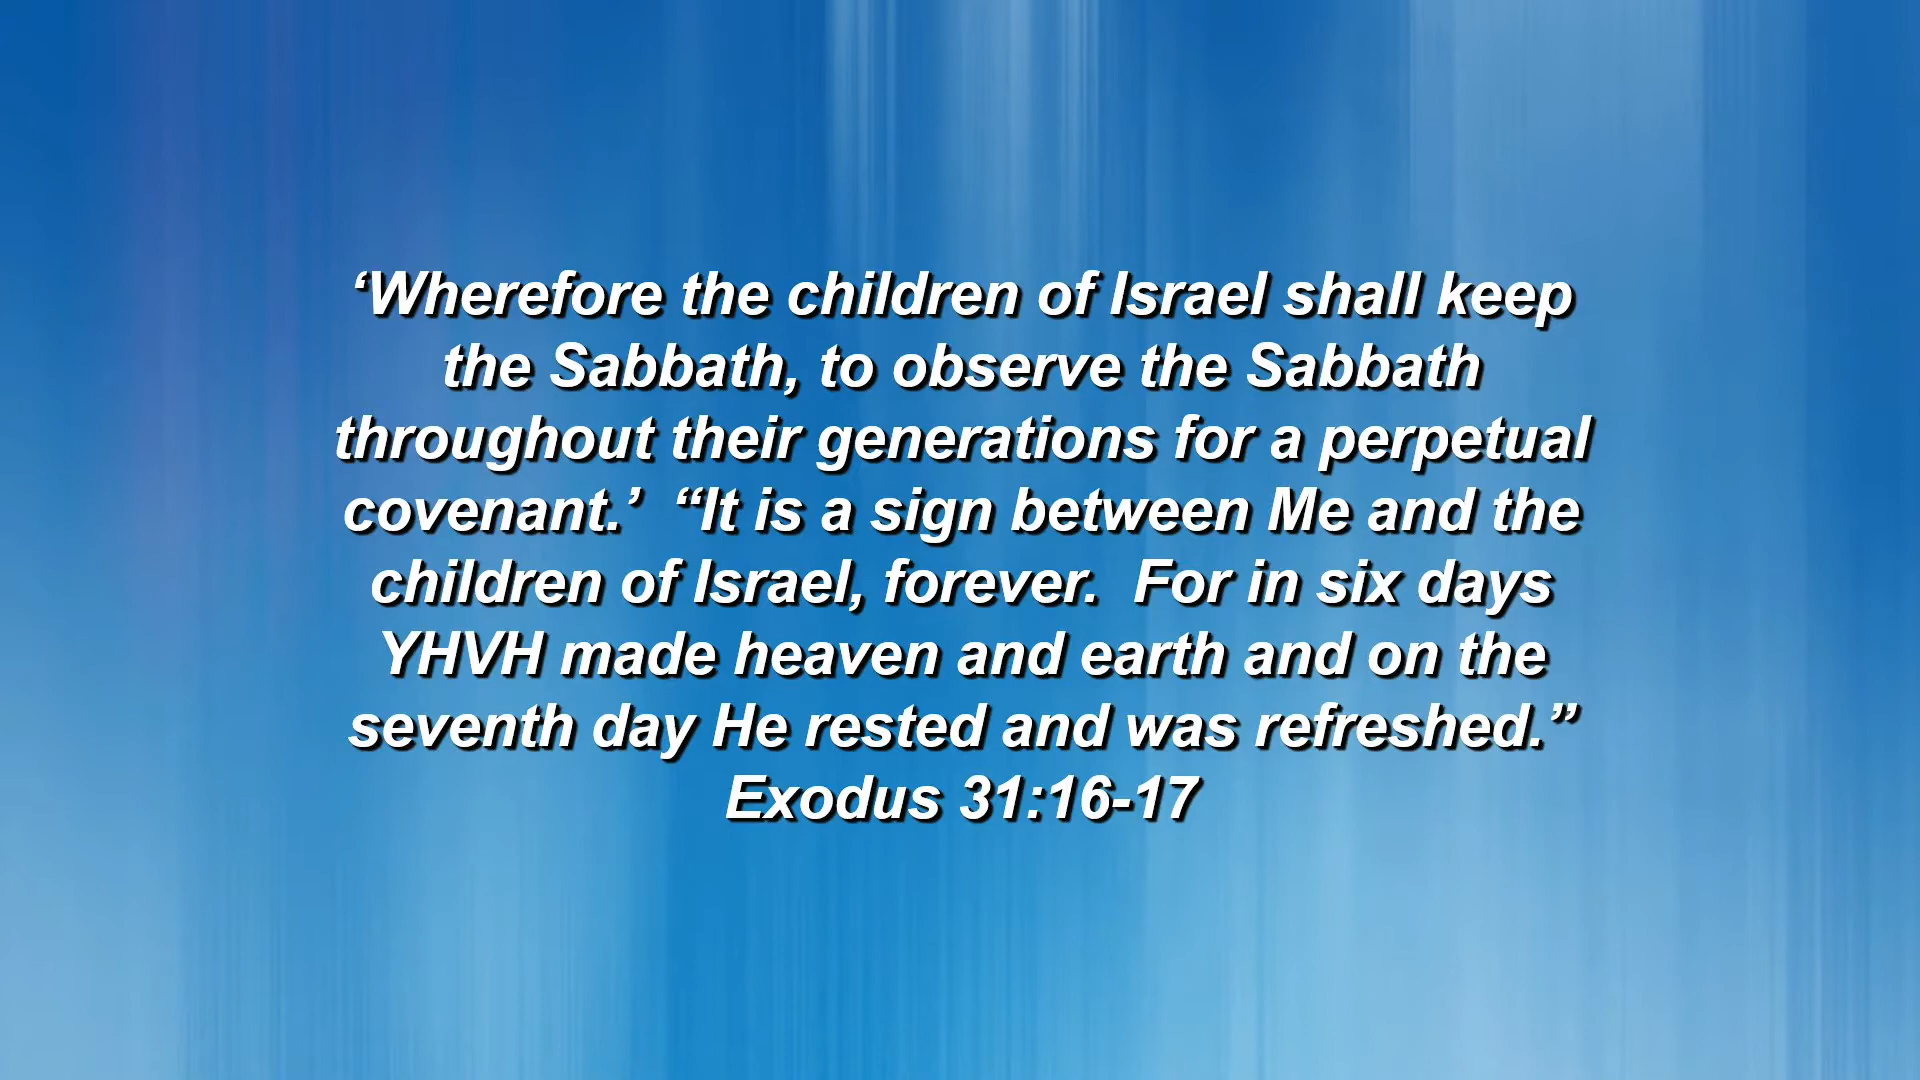 ‘Wherefore the children of Israel shall keep
the Sabbath, to observe the Sabbath
throughout their generations for a perpetual
covenant.’  “It is a sign between Me and the
children of Israel, forever.  For in six days
YHVH made heaven and earth and on the
seventh day He rested and was refreshed.”
Exodus 31:16-17